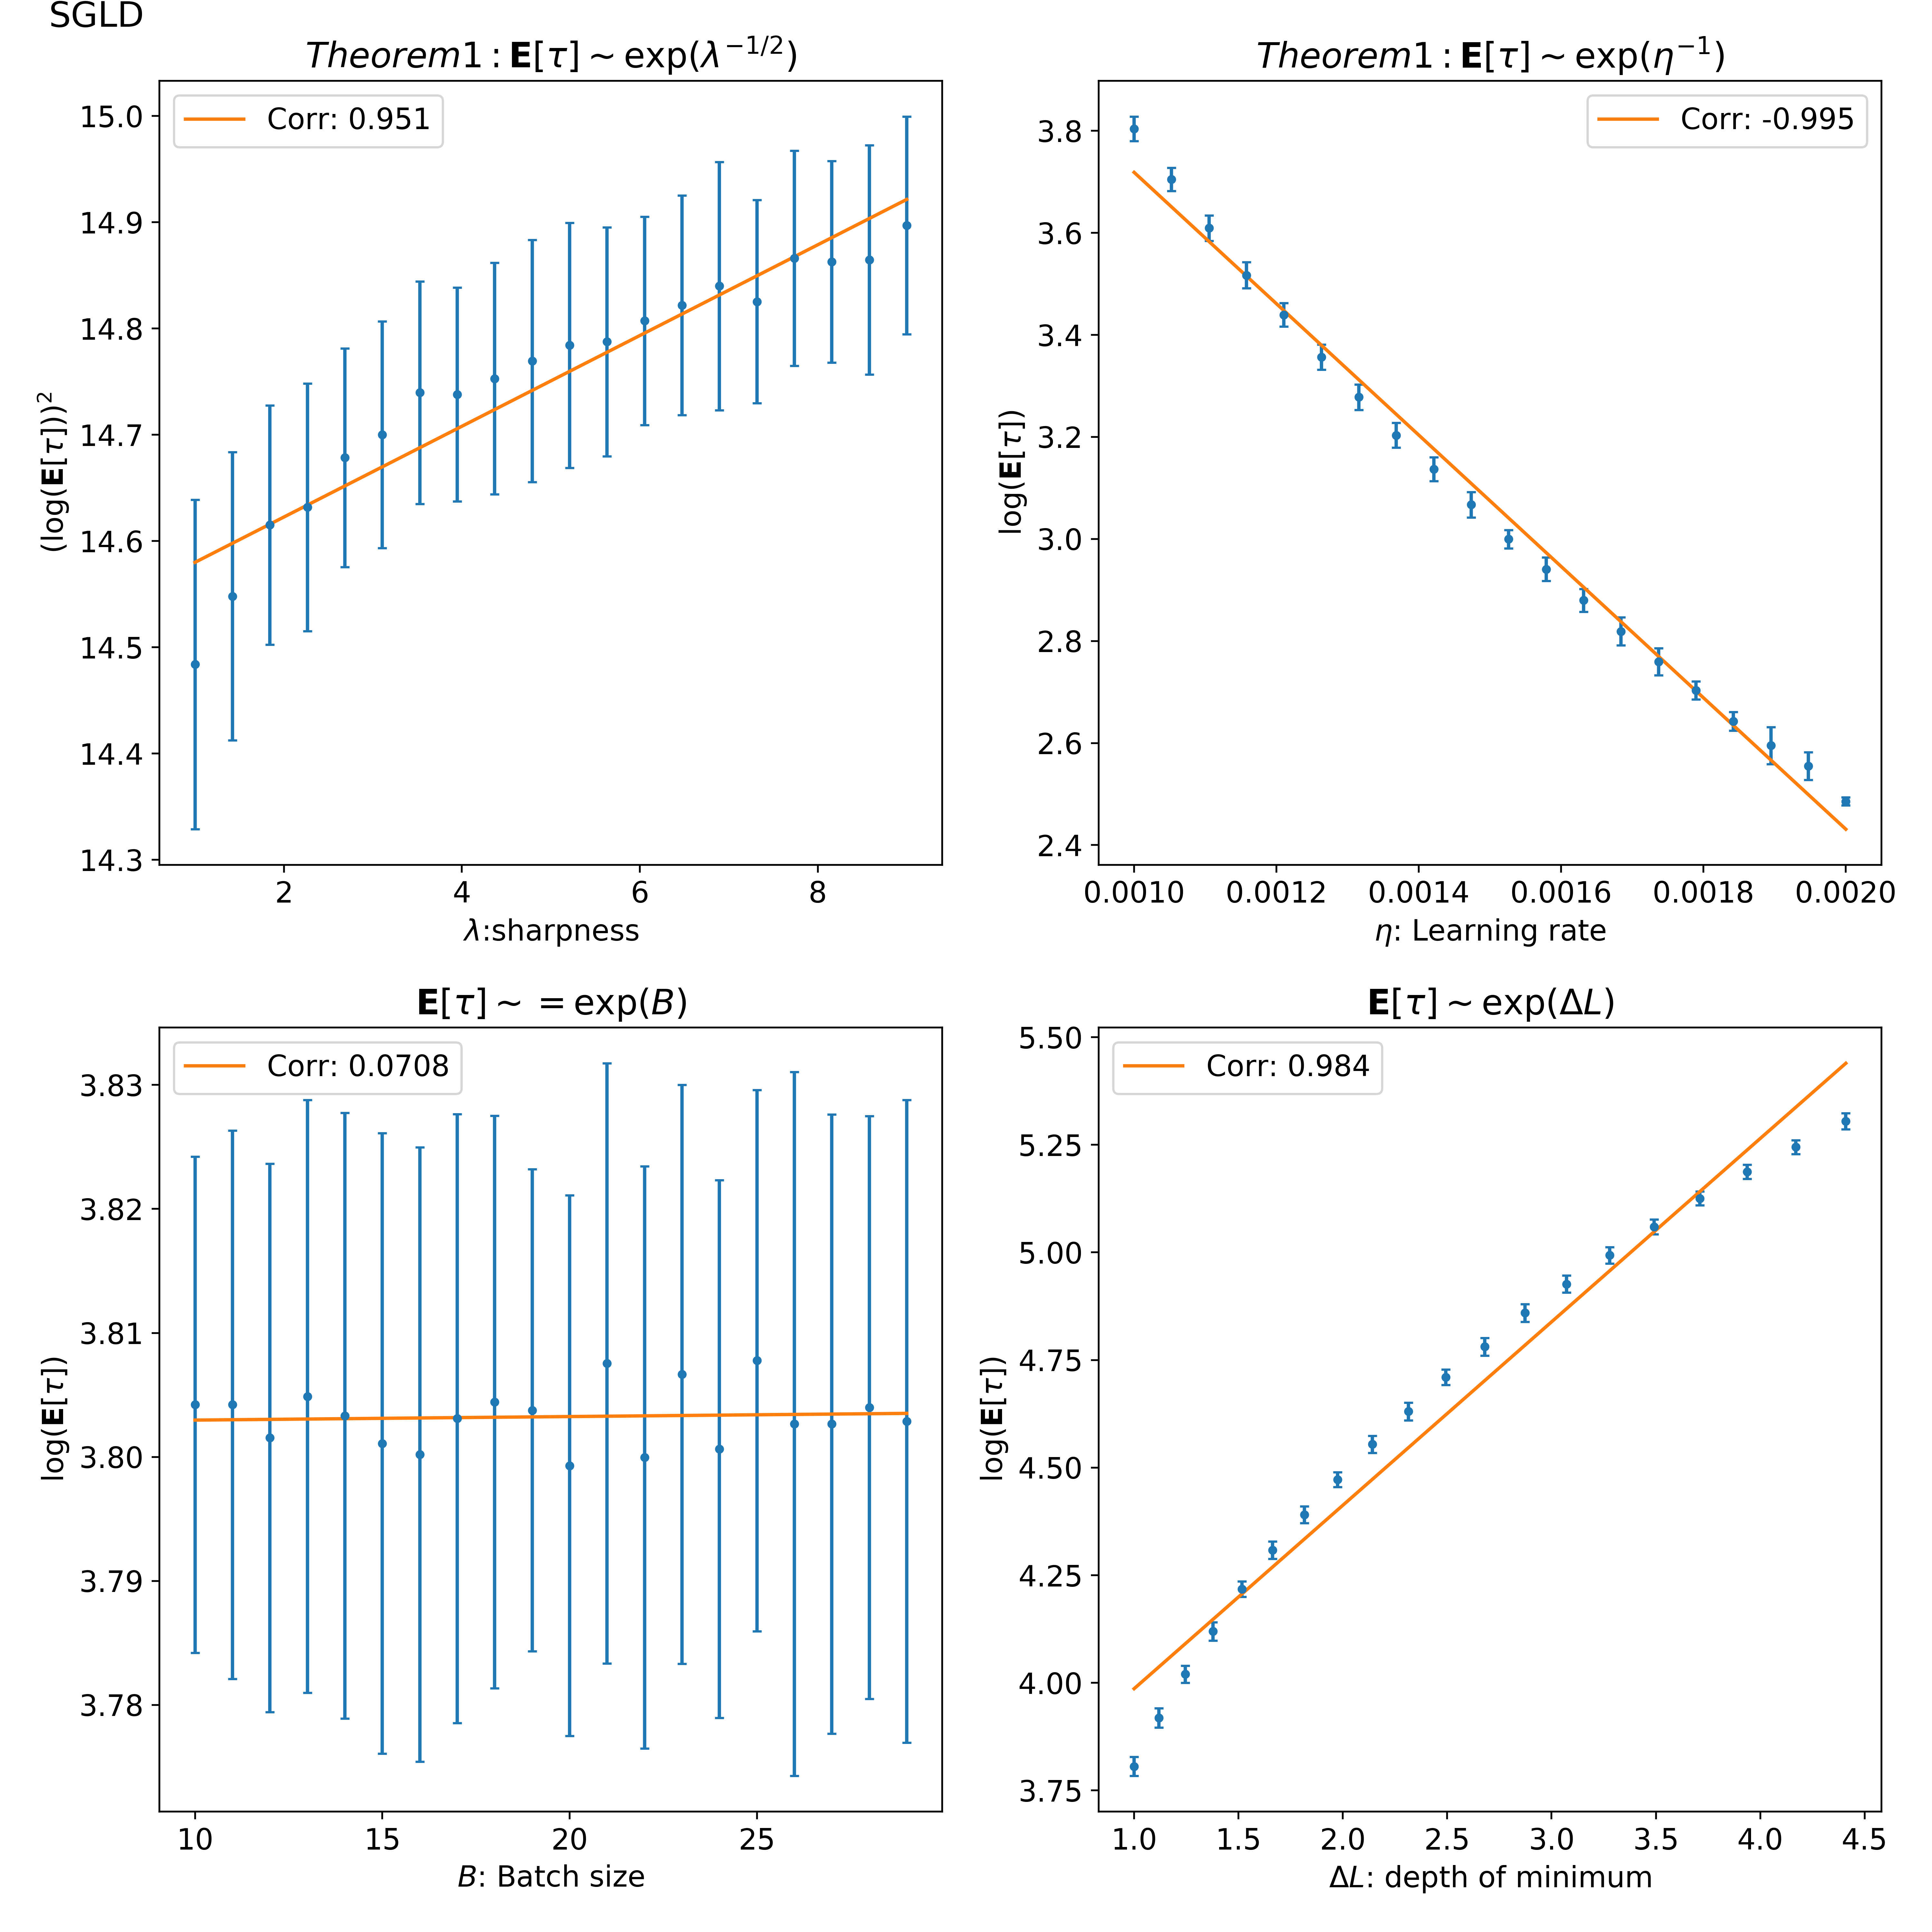 SGLD
Theorem1 : E[τ] ∼ exp(λ^{−1/2})
Corr: 0.951
15.0
14.9
14.8
14.7
14.6
14.5
14.4
14.3
(log(E[τ]))²
2 4 6 8
λ:sharpness
Theorem1 : E[τ] ∼ exp(η^{−1})
Corr: -0.995
3.8
3.6
3.4
3.2
3.0
2.8
2.6
2.4
log(E[τ])
0.0010 0.0012 0.0014 0.0016 0.0018 0.0020
η: Learning rate
E[τ] ∼ = exp(B)
Corr: 0.0708
3.83
3.82
3.81
3.80
3.79
3.78
log(E[τ])
10 15 20 25
B: Batch size
E[τ] ∼ exp(ΔL)
Corr: 0.984
5.50
5.25
5.00
4.75
4.50
4.25
4.00
3.75
log(E[τ])
1.0 1.5 2.0 2.5 3.0 3.5 4.0 4.5
ΔL: depth of minimum